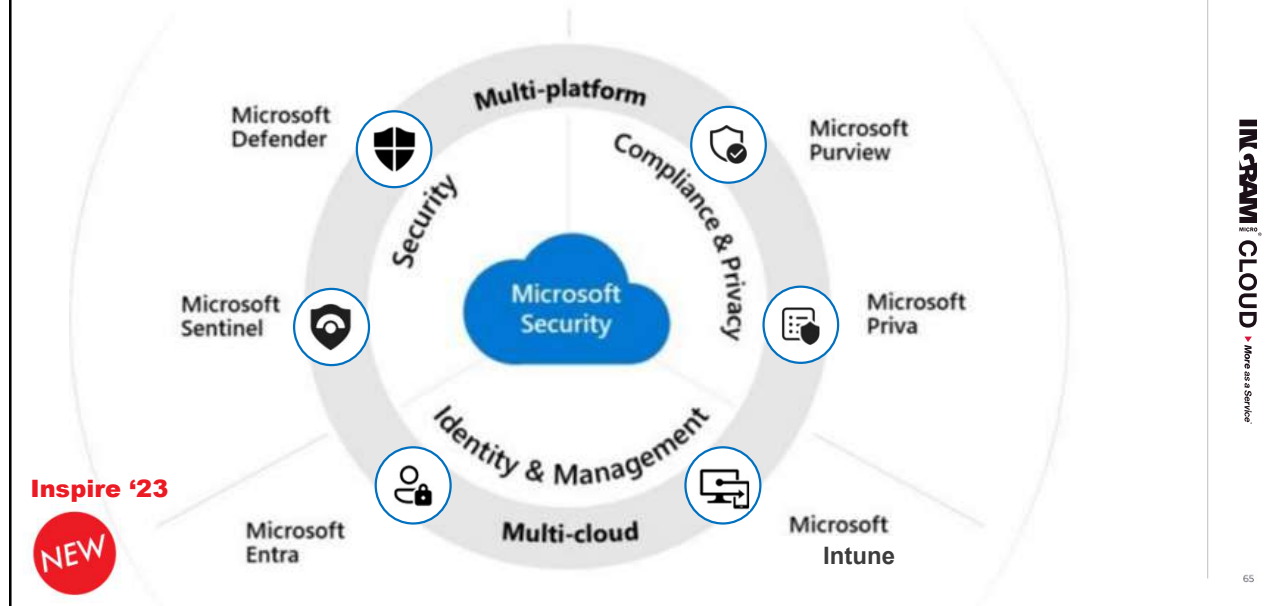 Multi-platform
Microsoft
Defender
Microsoft
Purview
Security
Compliance & Privacy
Microsoft
Security
Microsoft
Sentinel
Microsoft
Priva
Identity & Management
Multi-cloud
Inspire ‘23
NEW
Microsoft
Entra
Microsoft
Intune
INGRAM MICRO® CLOUD More as a Service
65